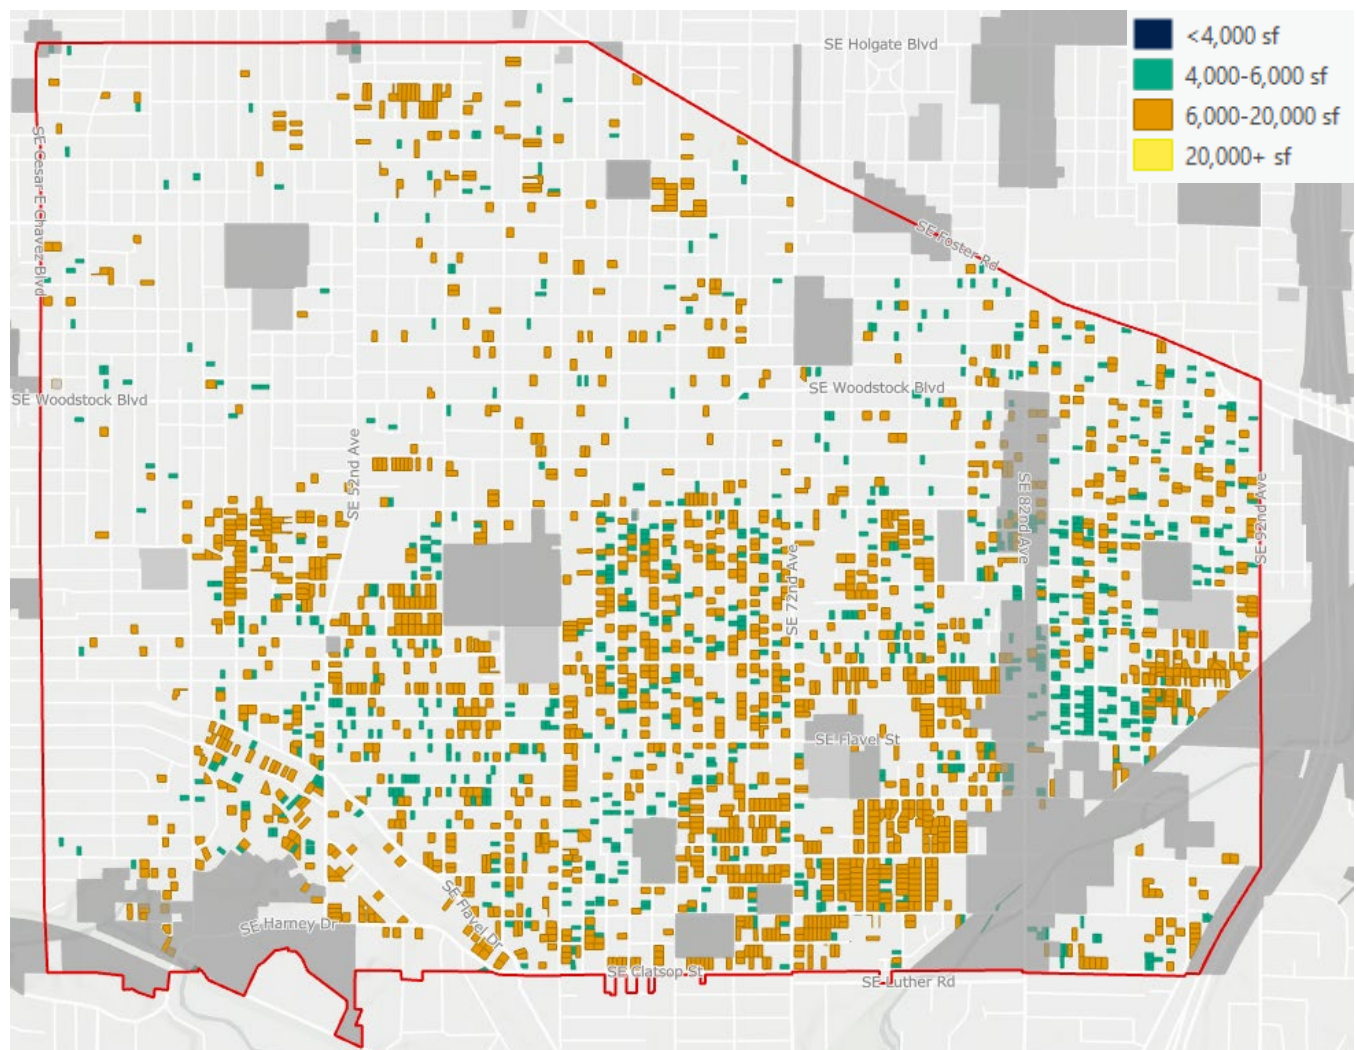 <4,000 sf
4,000-6,000 sf
6,000-20,000 sf
20,000+ sf
SE Holgate Blvd
SE Cesar E Chavez Blvd
SE Foster Rd
SE Woodstock Blvd
SE Woodstock Blvd
SE 52nd Ave
SE 82nd Ave
SE 92nd Ave
SE 72nd Ave
SE Flavel St
SE Flavel Dr
SE Harney Dr
SE Clatsop St
SE Luther Rd